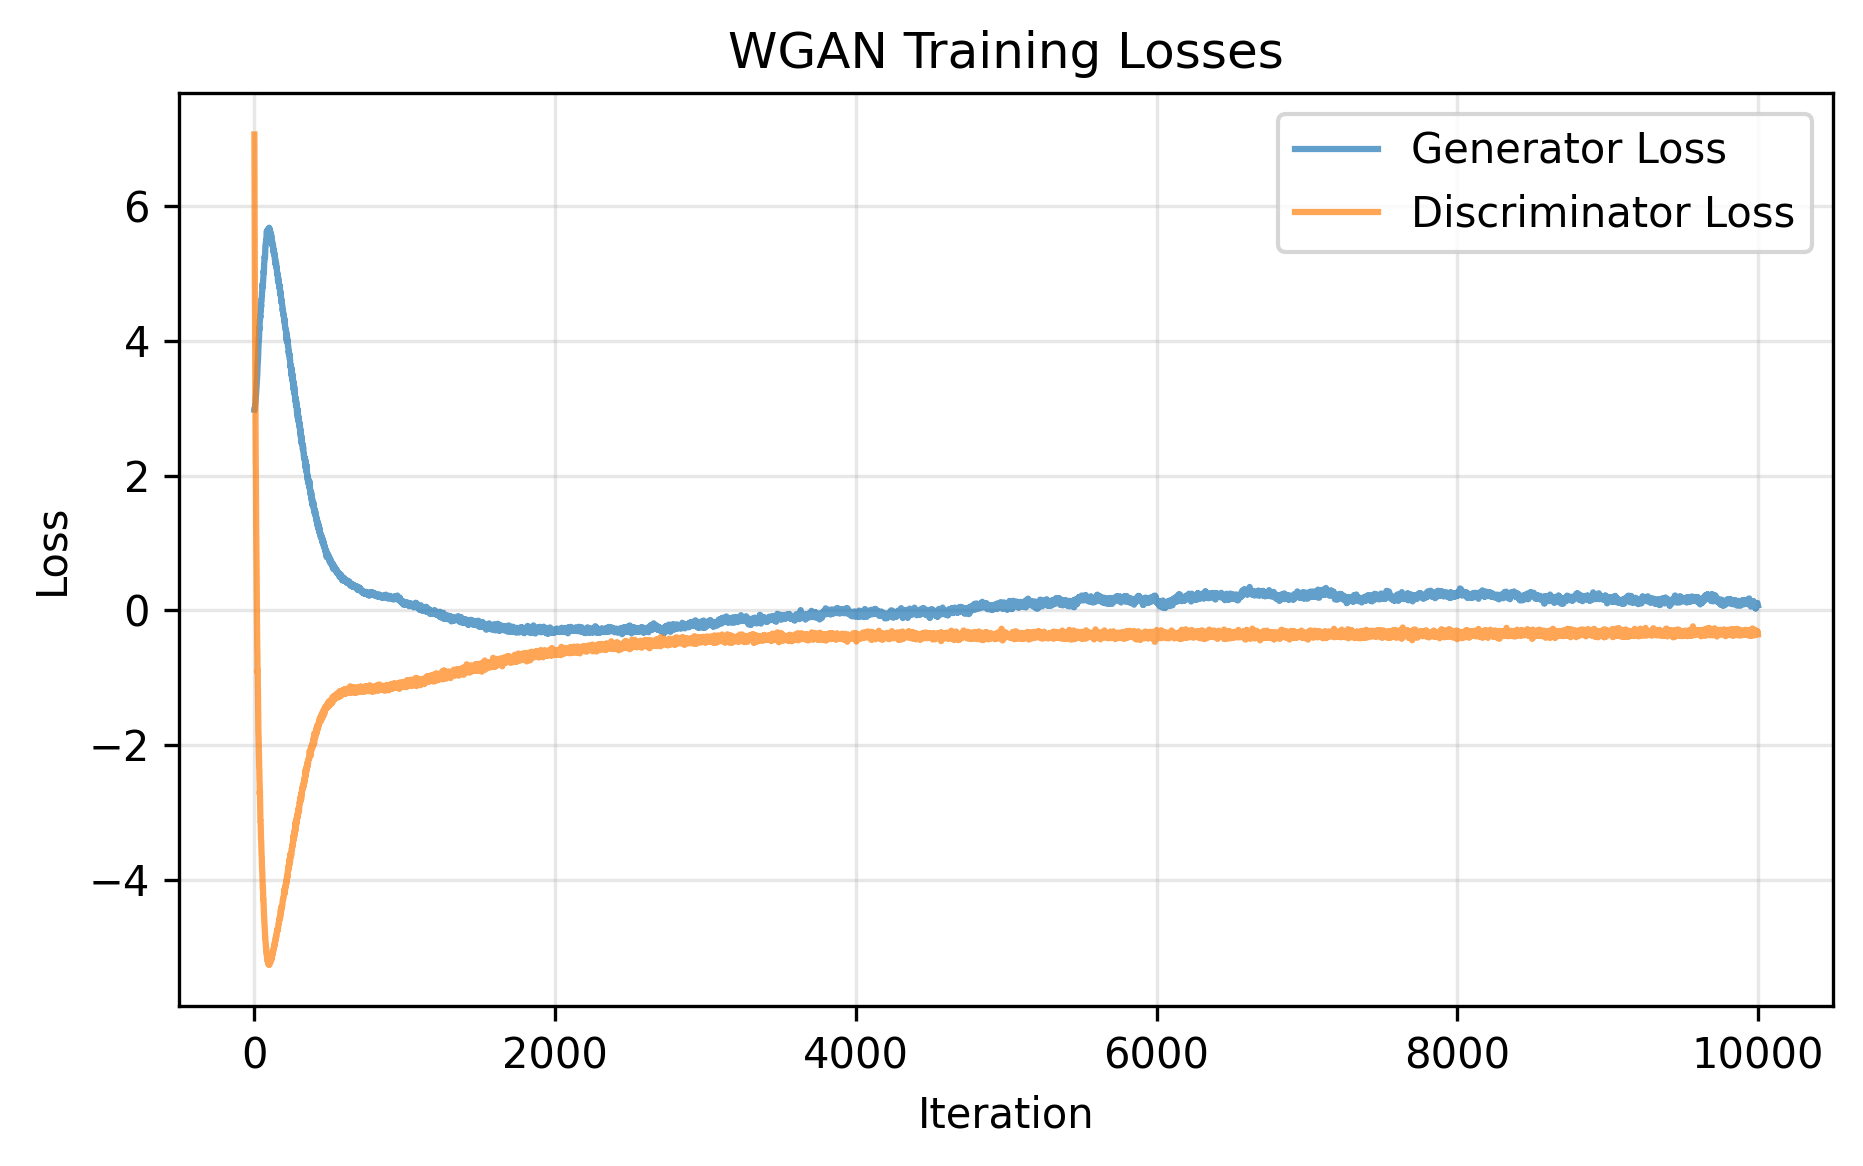 WGAN Training Losses
Generator Loss
Discriminator Loss
6
4
2
0
−2
−4
Loss
0 2000 4000 6000 8000 10000
Iteration